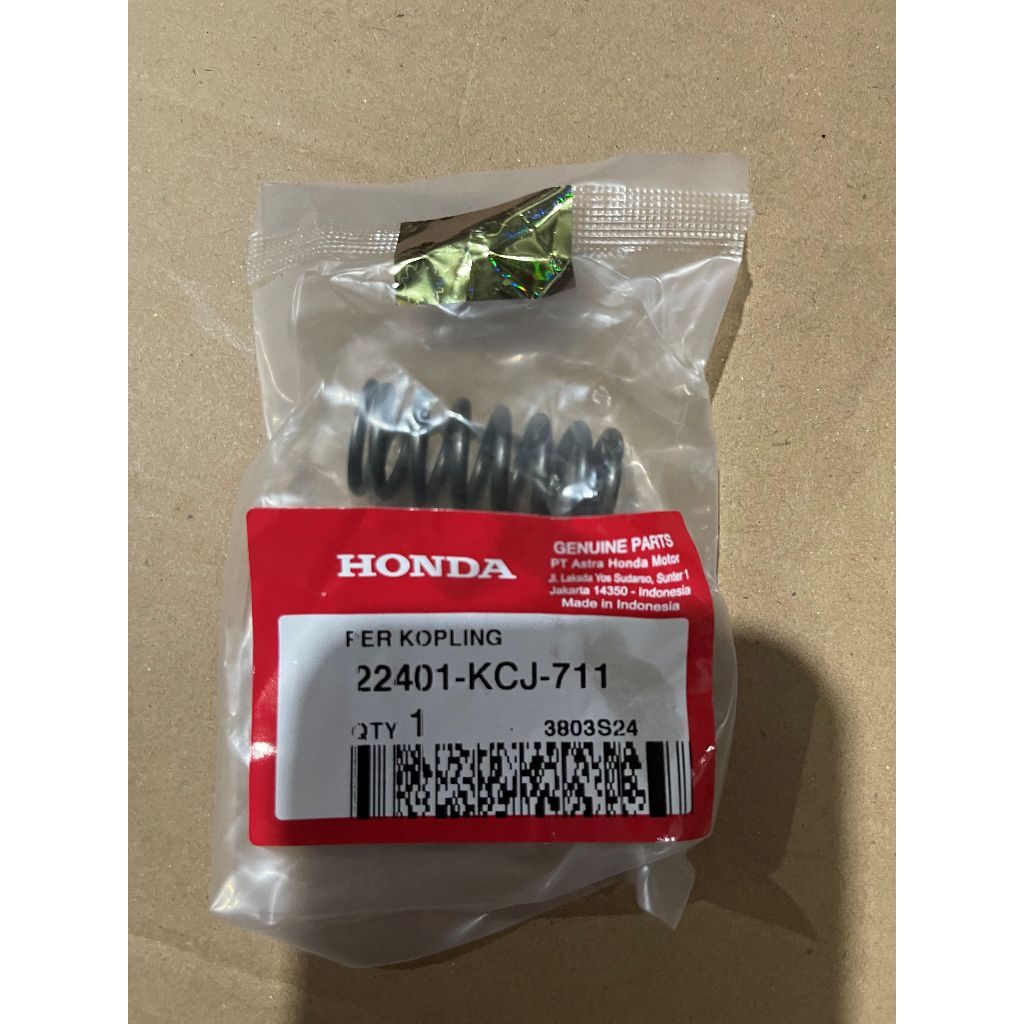 HONDA
GENUINE PARTS
PT Astra Honda Motor
Jl. Laksda Yos Sudarso, Sunter 1
Jakarta 14350 - Indonesia
Made in Indonesia
PER KOPLING
22401-KCJ-711
QTY 1
3803S24